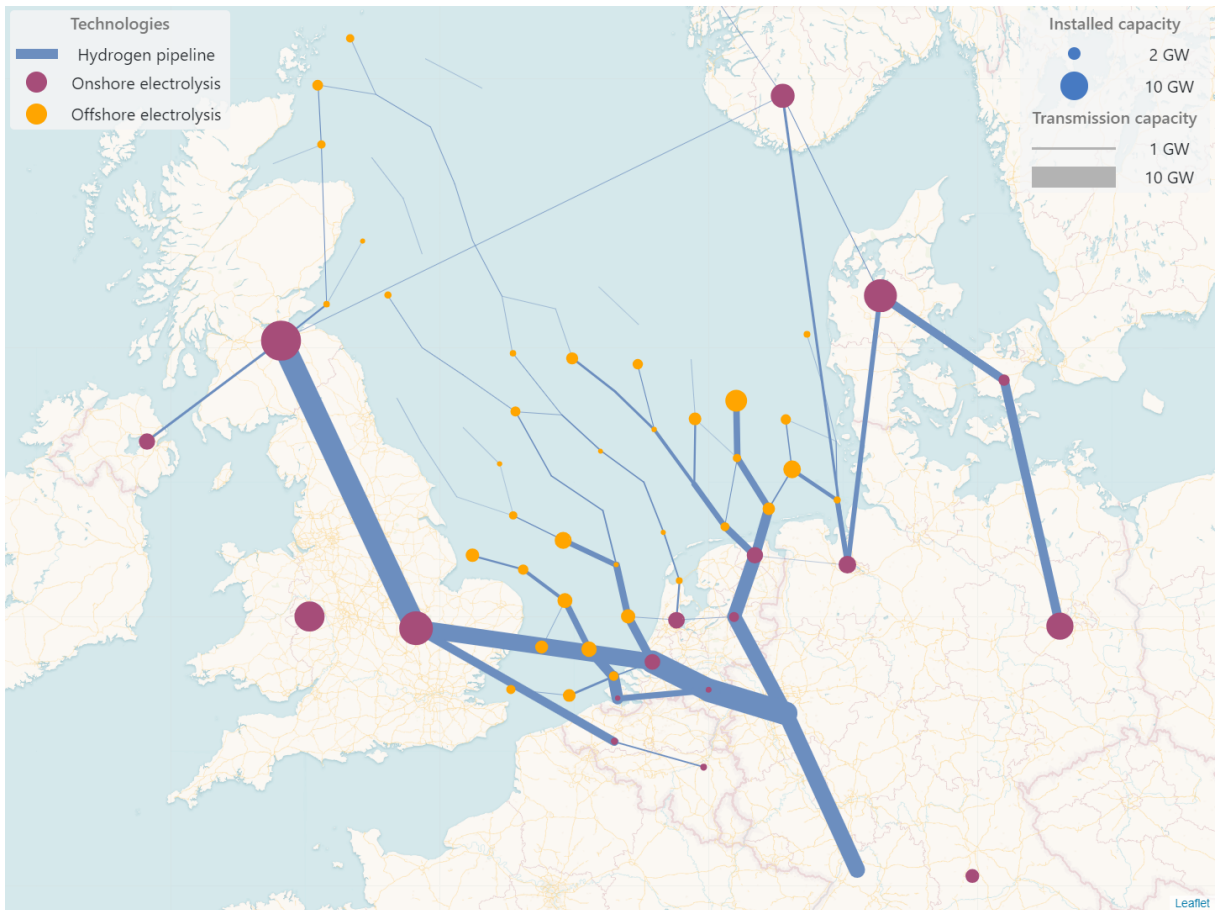 Technologies
Hydrogen pipeline
Onshore electrolysis
Offshore electrolysis
Installed capacity
2 GW
10 GW
Transmission capacity
1 GW
10 GW
Leaflet